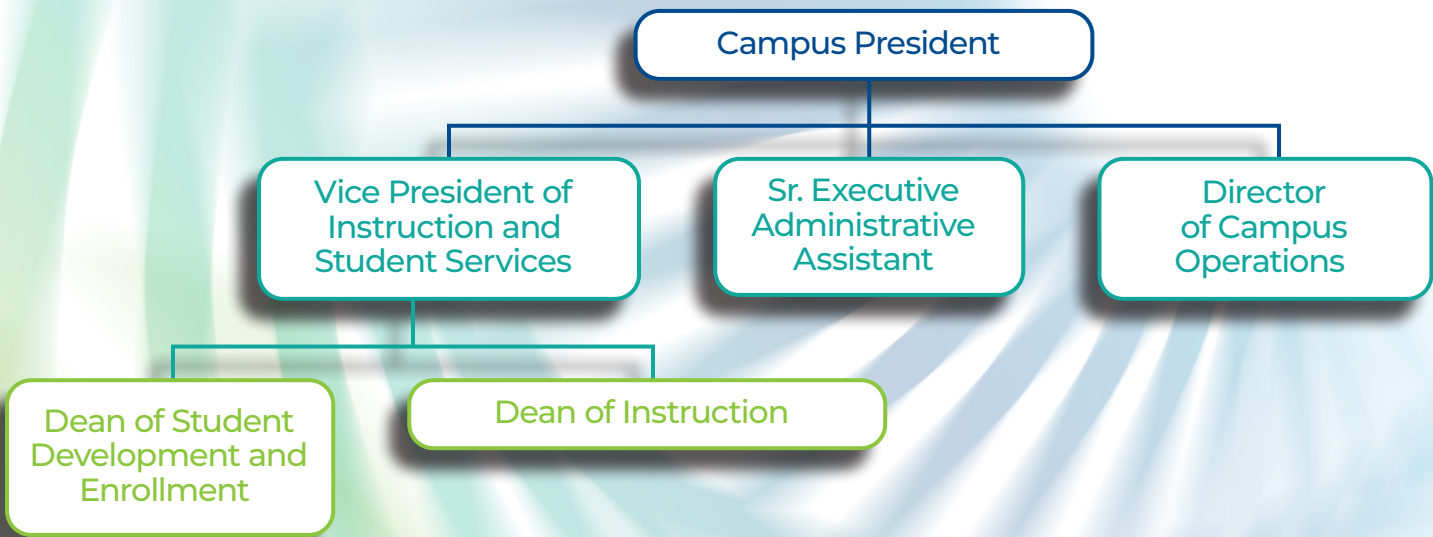 Campus President
Vice President of
Instruction and
Student Services
Sr. Executive
Administrative
Assistant
Director
of Campus
Operations
Dean of Student
Development and
Enrollment
Dean of Instruction